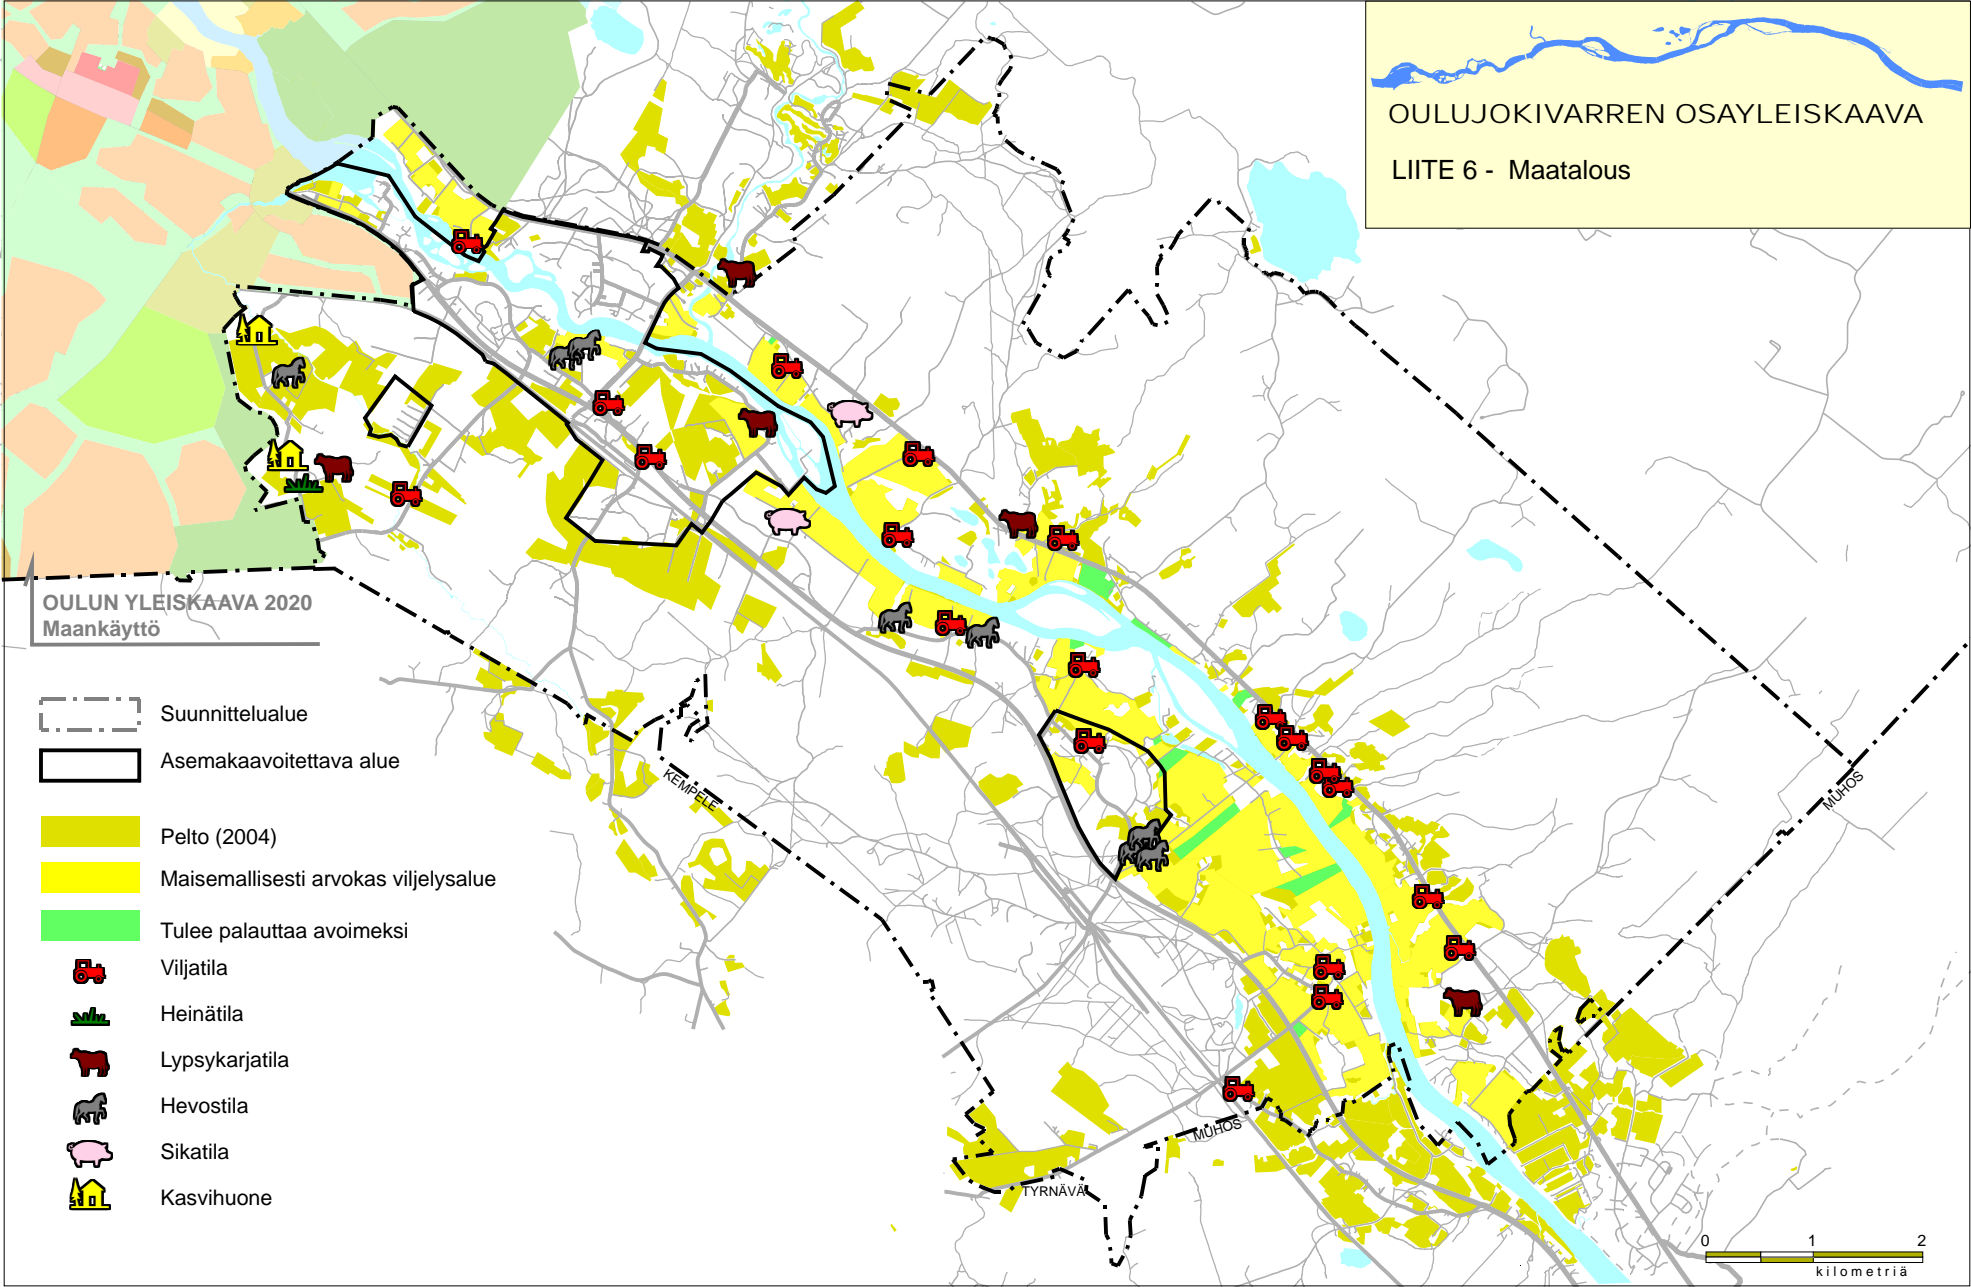 OULUJOKIVARREN OSAYLEISKAAVA
LIITE 6 - Maatalous
OULUN YLEISKAAVA 2020
Maankäyttö
Suunnittelualue
Asemakaavoitettava alue
Pelto (2004)
Maisemallisesti arvokas viljelysalue
Tulee palauttaa avoimeksi
Viljatila
Heinätila
Lypsykarjatila
Hevostila
Sikatila
Kasvihuone
KEMPELE
MUHOS
MUHOS
TYRNÄVÄ
0 1 2
kilometriä